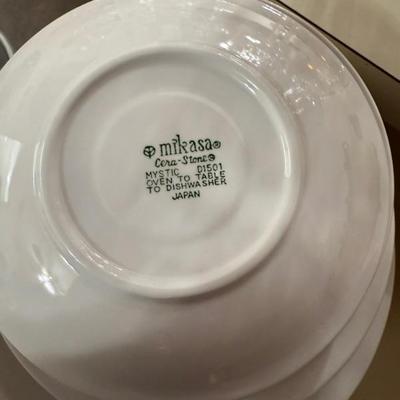 mikasa®
Cera-Stone©
MYSTIC D1501
OVEN TO TABLE
TO DISHWASHER
JAPAN